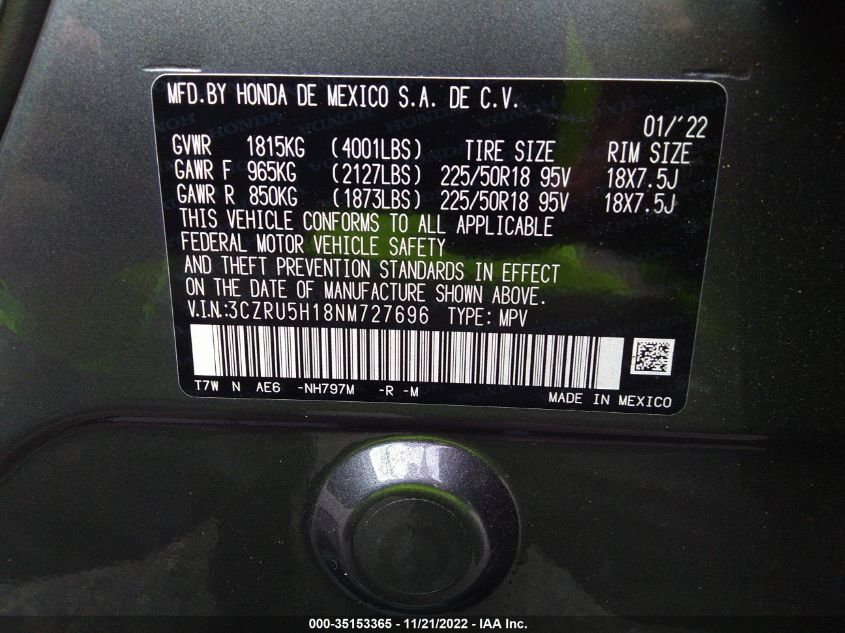 MFD.BY HONDA DE MEXICO S.A. DE C.V.
01/'22
GVWR 1815KG (4001LBS) TIRE SIZE RIM SIZE
GAWR F 965KG (2127LBS) 225/50R18 95V 18X7.5J
GAWR R 850KG (1873LBS) 225/50R18 95V 18X7.5J
THIS VEHICLE CONFORMS TO ALL APPLICABLE
FEDERAL MOTOR VEHICLE SAFETY
AND THEFT PREVENTION STANDARDS IN EFFECT
ON THE DATE OF MANUFACTURE SHOWN ABOVE.
V.I.N.:3CZRU5H18NM727696 TYPE: MPV
T7W N AE6 -NH797M -R -M
MADE IN MEXICO
000-35153365 - 11/21/2022 - IAA Inc.